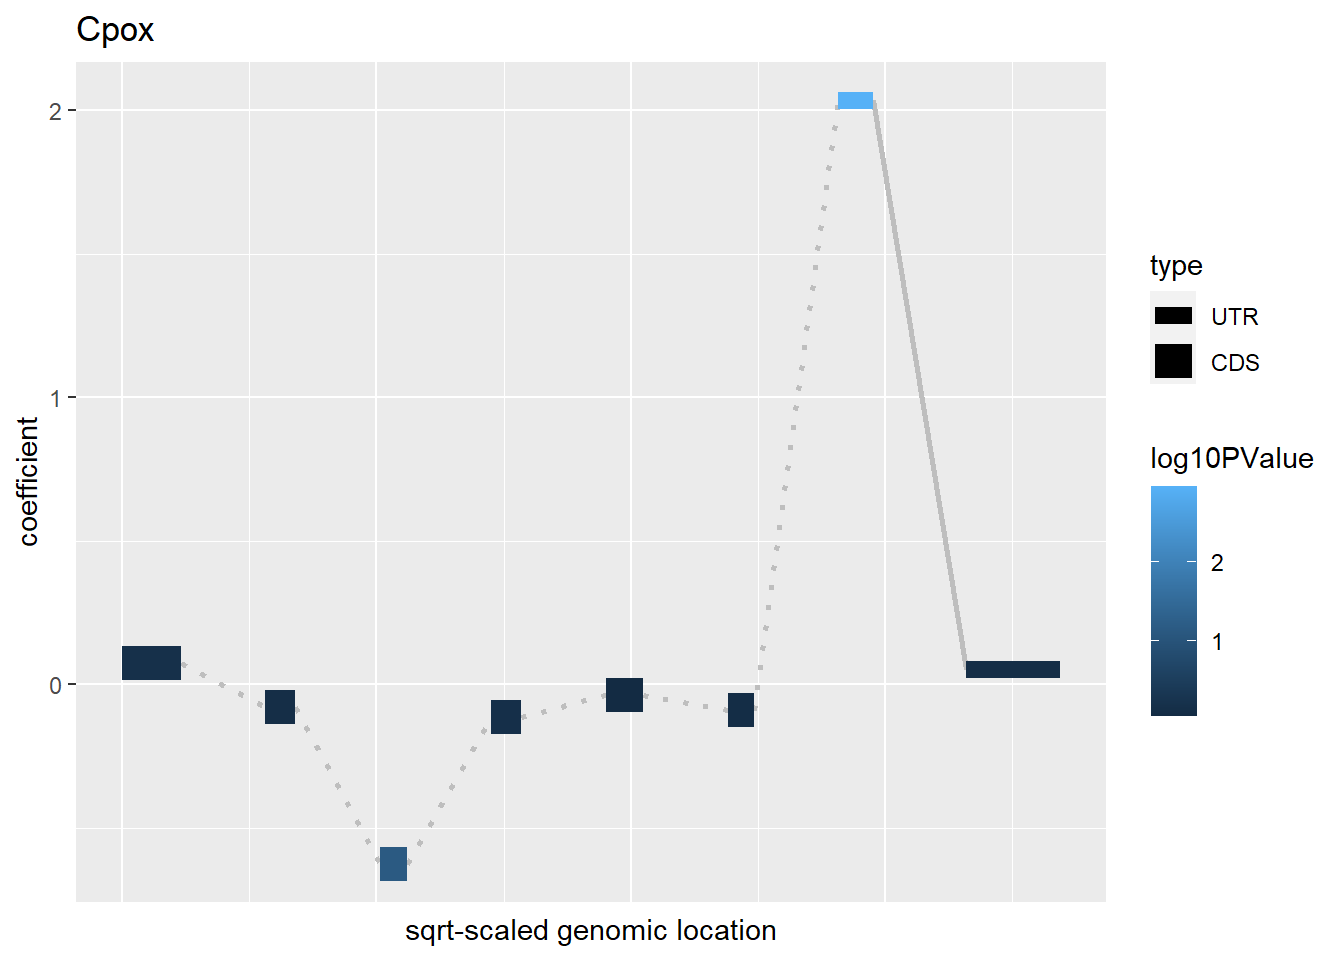 Cpox
2
1
0
coefficient
sqrt-scaled genomic location
type
UTR
CDS
log10PValue
2
1